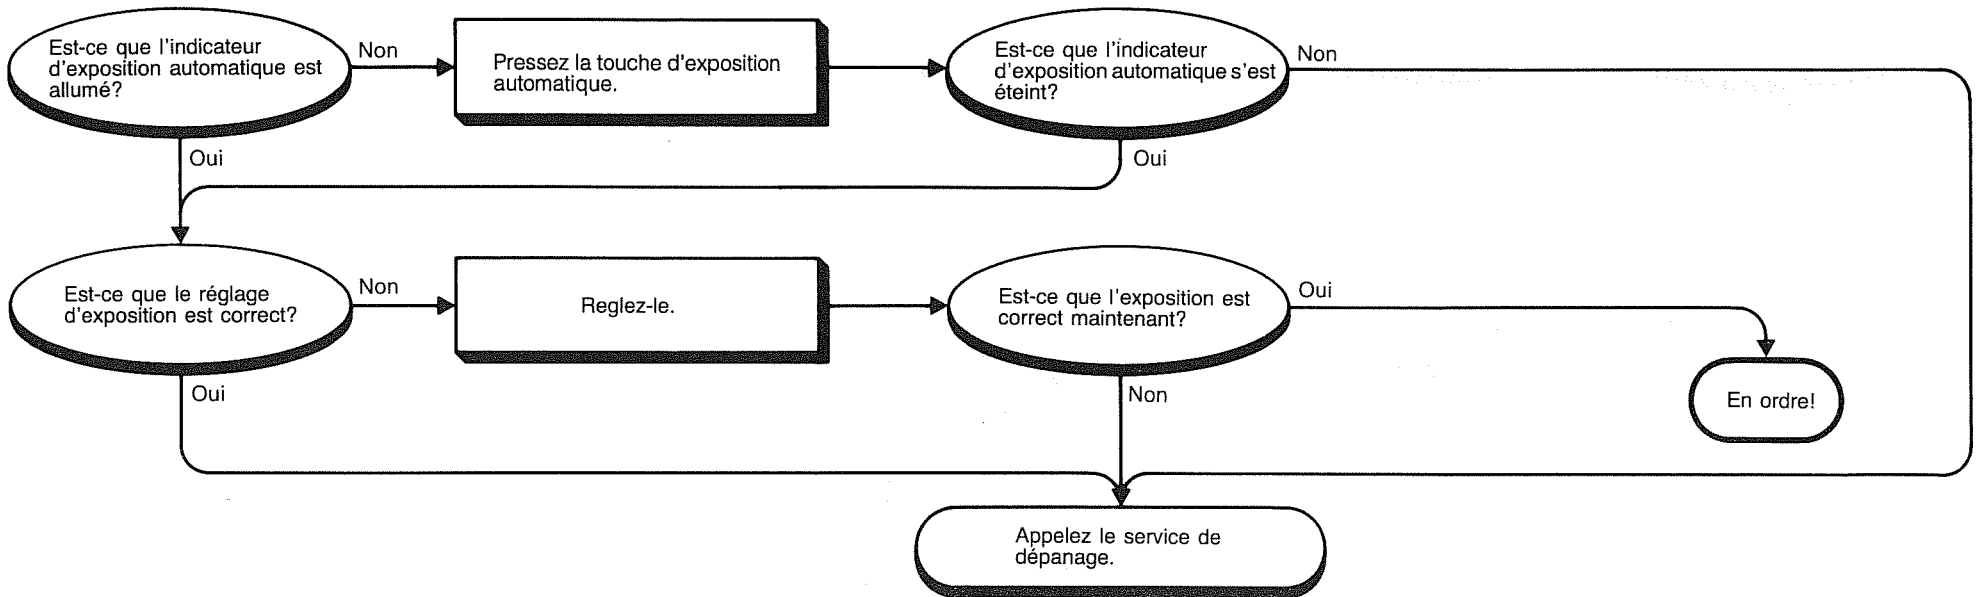 Est-ce que l'indicateur
d'exposition automatique est
allumé?
Non
Pressez la touche d'exposition
automatique.
Est-ce que l'indicateur
d'exposition automatique s'est
éteint?
Non
Oui
Oui
Est-ce que le réglage
d'exposition est correct?
Non
Reglez-le.
Est-ce que l'exposition est
correct maintenant?
Oui
Oui
Non
En ordre!
Appelez le service de
dépanage.